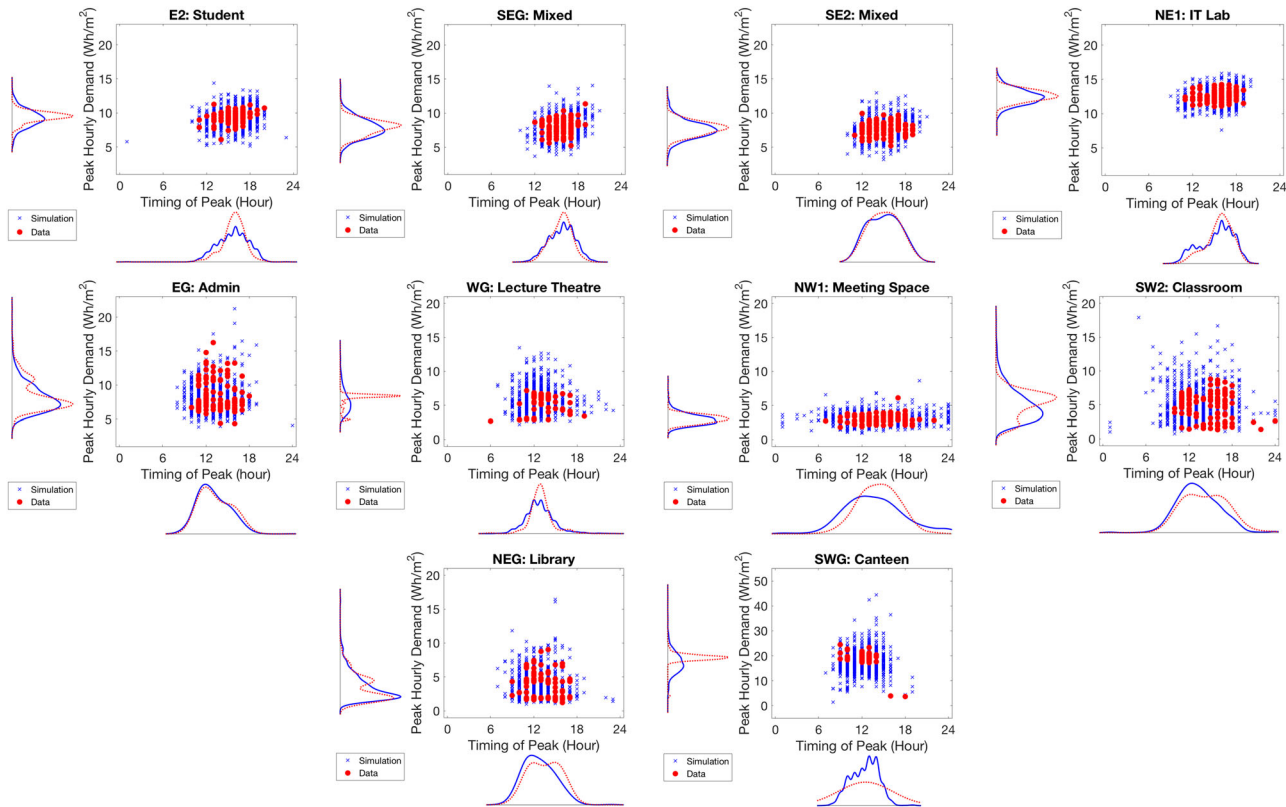 E2: Student
Peak Hourly Demand (Wh/m²)
20
15
10
5
0 6 12 18 24
Timing of Peak (Hour)
Simulation
Data
SEG: Mixed
Peak Hourly Demand (Wh/m²)
20
15
10
5
0 6 12 18 24
Timing of Peak (Hour)
Simulation
Data
SE2: Mixed
Peak Hourly Demand (Wh/m²)
20
15
10
5
0 6 12 18 24
Timing of Peak (Hour)
Simulation
Data
NE1: IT Lab
Peak Hourly Demand (Wh/m²)
20
15
10
5
0 6 12 18 24
Timing of Peak (Hour)
Simulation
Data
EG: Admin
Peak Hourly Demand (Wh/m²)
20
15
10
5
0 6 12 18 24
Timing of Peak (hour)
Simulation
Data
WG: Lecture Theatre
Peak Hourly Demand (Wh/m²)
20
15
10
5
0
0 6 12 18 24
Timing of Peak (Hour)
Simulation
Data
NW1: Meeting Space
Peak Hourly Demand (Wh/m²)
20
15
10
5
0
0 6 12 18 24
Timing of Peak (Hour)
Simulation
Data
SW2: Classroom
Peak Hourly Demand (Wh/m²)
20
15
10
5
0
0 6 12 18 24
Timing of Peak (Hour)
Simulation
Data
NEG: Library
Peak Hourly Demand (Wh/m²)
20
15
10
5
0
0 6 12 18 24
Timing of Peak (Hour)
Simulation
Data
SWG: Canteen
Peak Hourly Demand (Wh/m²)
50
40
30
20
10
0
0 6 12 18 24
Timing of Peak (Hour)
Simulation
Data